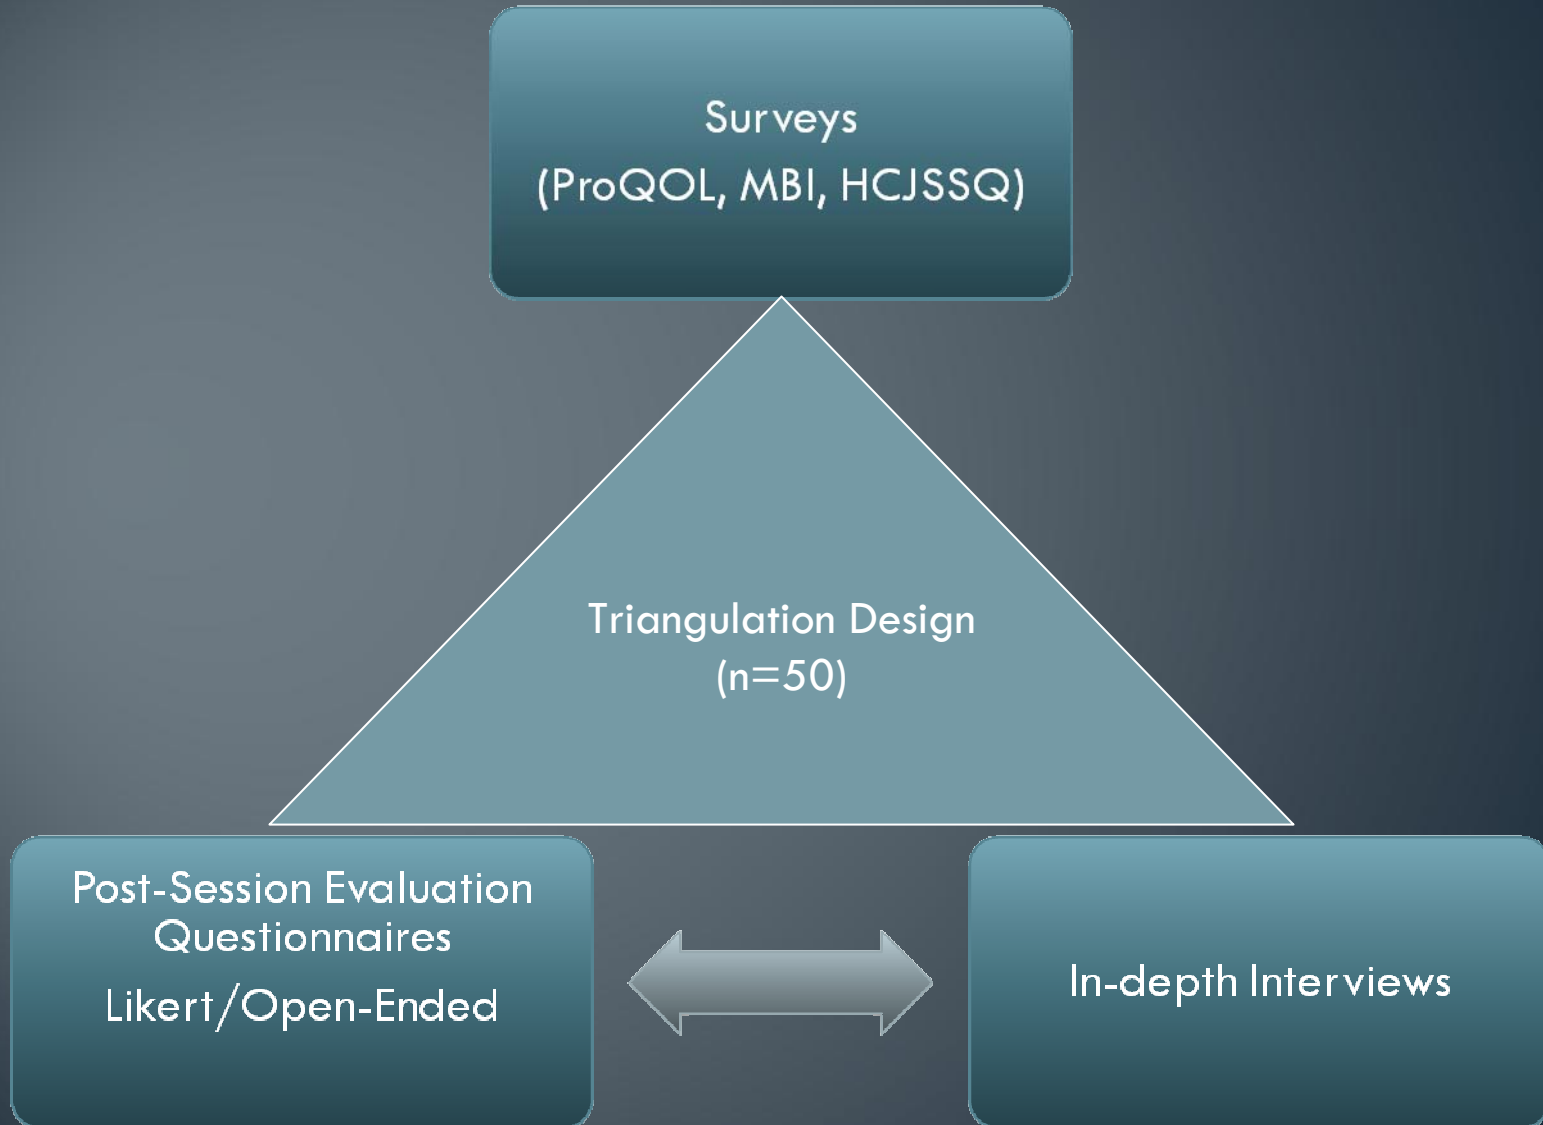 Surveys
(ProQOL, MBI, HCJSSQ)
Triangulation Design
(n=50)
Post-Session Evaluation
Questionnaires
Likert/Open-Ended
In-depth Interviews